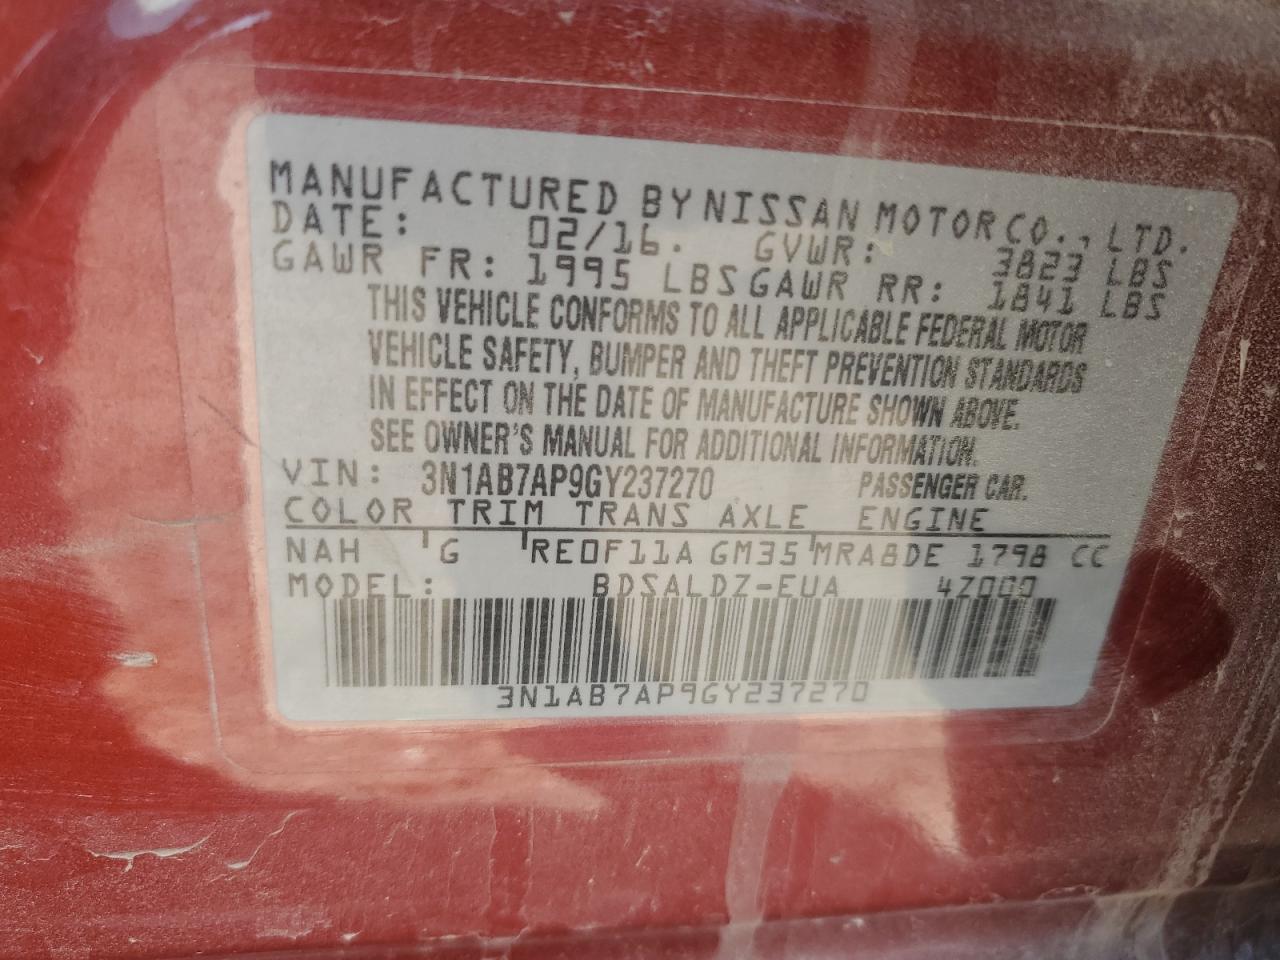 MANUFACTURED BY NISSAN MOTOR CO., LTD.
DATE: 02/16. GVWR: 3823 LBS
GAWR FR: 1995 LBS GAWR RR: 1841 LBS
THIS VEHICLE CONFORMS TO ALL APPLICABLE FEDERAL MOTOR
VEHICLE SAFETY, BUMPER AND THEFT PREVENTION STANDARDS
IN EFFECT ON THE DATE OF MANUFACTURE SHOWN ABOVE.
SEE OWNER'S MANUAL FOR ADDITIONAL INFORMATION.
VIN: 3N1AB7AP9GY237270 PASSENGER CAR.
COLOR TRIM TRANS AXLE ENGINE
NAH G RE0F11A GM35 MRA8DE 1798 CC
MODEL: BDSALDZ-EUA 4Z000
3N1AB7AP9GY237270